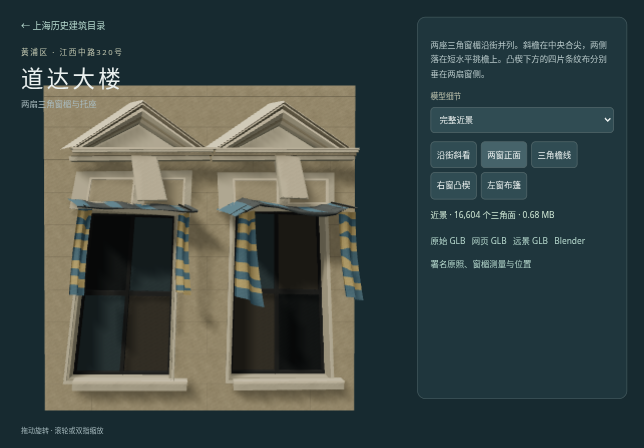 ← 上海历史建筑目录
黄浦区 · 江西中路320号
道达大楼
两扇三角窗楣与托座
拖动旋转 · 滚轮或双指缩放
两座三角窗楣沿街并列。斜檐在中央合尖，两侧
落在短水平挑檐上。凸楔下方的四片条纹布分别
垂在两扇窗侧。
模型细节
完整近景
沿街斜看
两窗正面
三角檐线
右窗凸楔
左窗布篷
近景 · 16,604 个三角面 · 0.68 MB
原始 GLB 网页 GLB 远景 GLB Blender
署名原照、窗楣测量与位置